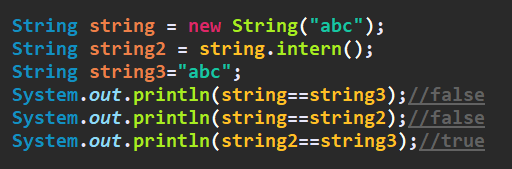 String string = new String("abc");
String string2 = string.intern();
String string3="abc";
System.out.println(string==string3);//false
System.out.println(string==string2);//false
System.out.println(string2==string3);//true